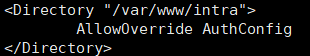 <Directory "/var/www/intra">
        AllowOverride AuthConfig
</Directory>